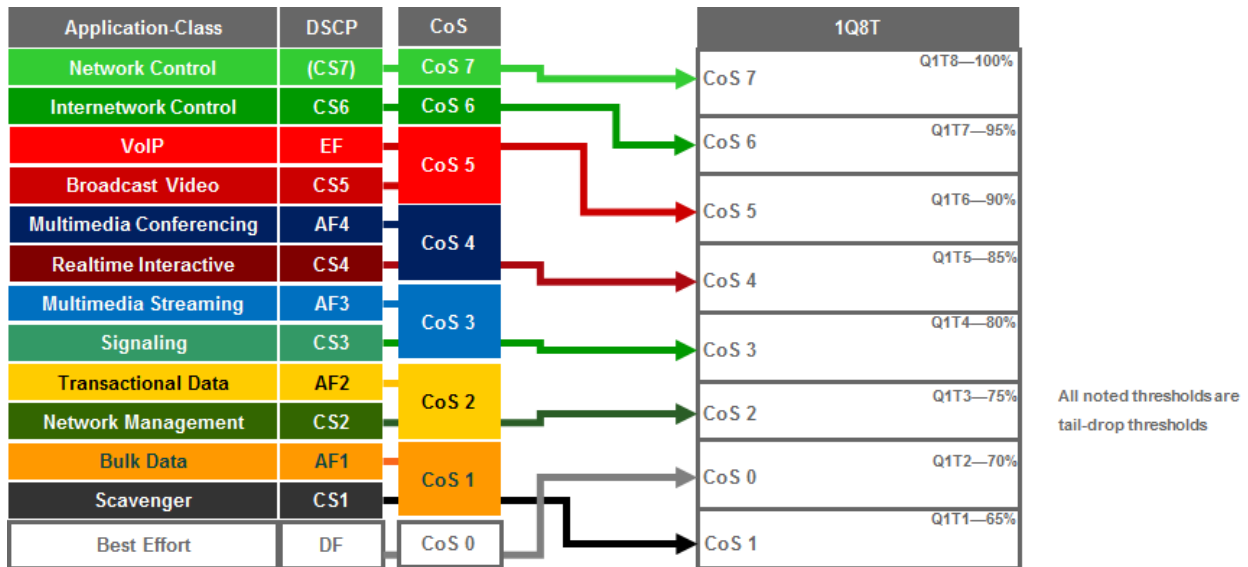 Application-Class DSCP CoS 1Q8T
Network Control (CS7) CoS 7 CoS 7 Q1T8—100%
Internetwork Control CS6 CoS 6 CoS 6 Q1T7—95%
VoIP EF
CoS 5
Broadcast Video CS5 CoS 5 Q1T6—90%
Multimedia Conferencing AF4
CoS 4
Realtime Interactive CS4 CoS 4 Q1T5—85%
Multimedia Streaming AF3
CoS 3
Signaling CS3 CoS 3 Q1T4—80%
Transactional Data AF2
CoS 2
Network Management CS2 CoS 2 Q1T3—75%
Bulk Data AF1
CoS 1
CoS 0 Q1T2—70%
Scavenger CS1
Best Effort DF CoS 0 CoS 1 Q1T1—65%
All noted thresholds are
tail-drop thresholds